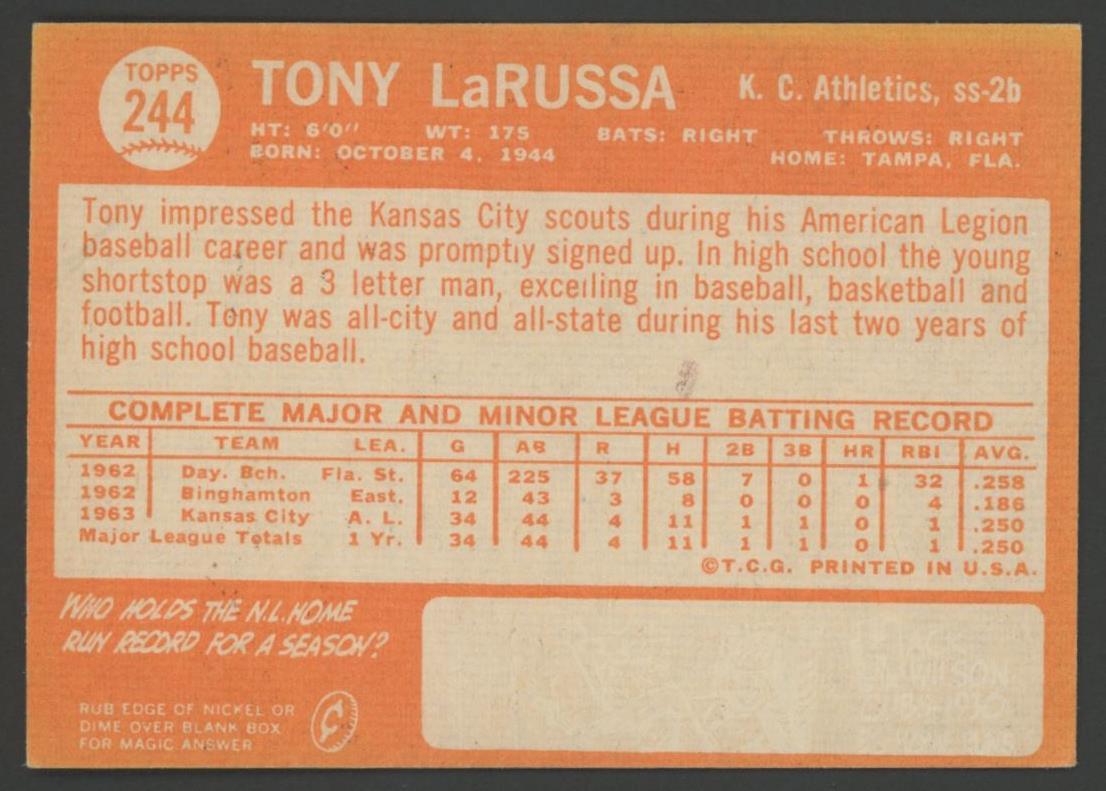 TOPPS
244
TONY LaRUSSA
K. C. Athletics, ss-2b
HT: 6'0" WT: 175 BATS: RIGHT THROWS: RIGHT
BORN: OCTOBER 4, 1944 HOME: TAMPA, FLA.
Tony impressed the Kansas City scouts during his American Legion
baseball career and was promptly signed up. In high school the young
shortstop was a 3 letter man, excelling in baseball, basketball and
football. Tony was all-city and all-state during his last two years of
high school baseball.
COMPLETE MAJOR AND MINOR LEAGUE BATTING RECORD
YEAR TEAM LEA. G AB R H 2B 3B HR RBI AVG.
1962 Day. Bch. Fla. St. 64 225 37 58 7 0 1 32 .258
1962 Binghamton East. 12 43 3 8 0 0 0 4 .186
1963 Kansas City A. L. 34 44 4 11 1 1 0 1 .250
Major League Totals 1 Yr. 34 44 4 11 1 1 0 1 .250
©T.C.G. PRINTED IN U.S.A.
WHO HOLDS THE N.L. HOME
RUN RECORD FOR A SEASON?
RUB EDGE OF NICKEL OR
DIME OVER BLANK BOX
FOR MAGIC ANSWER
WILSON